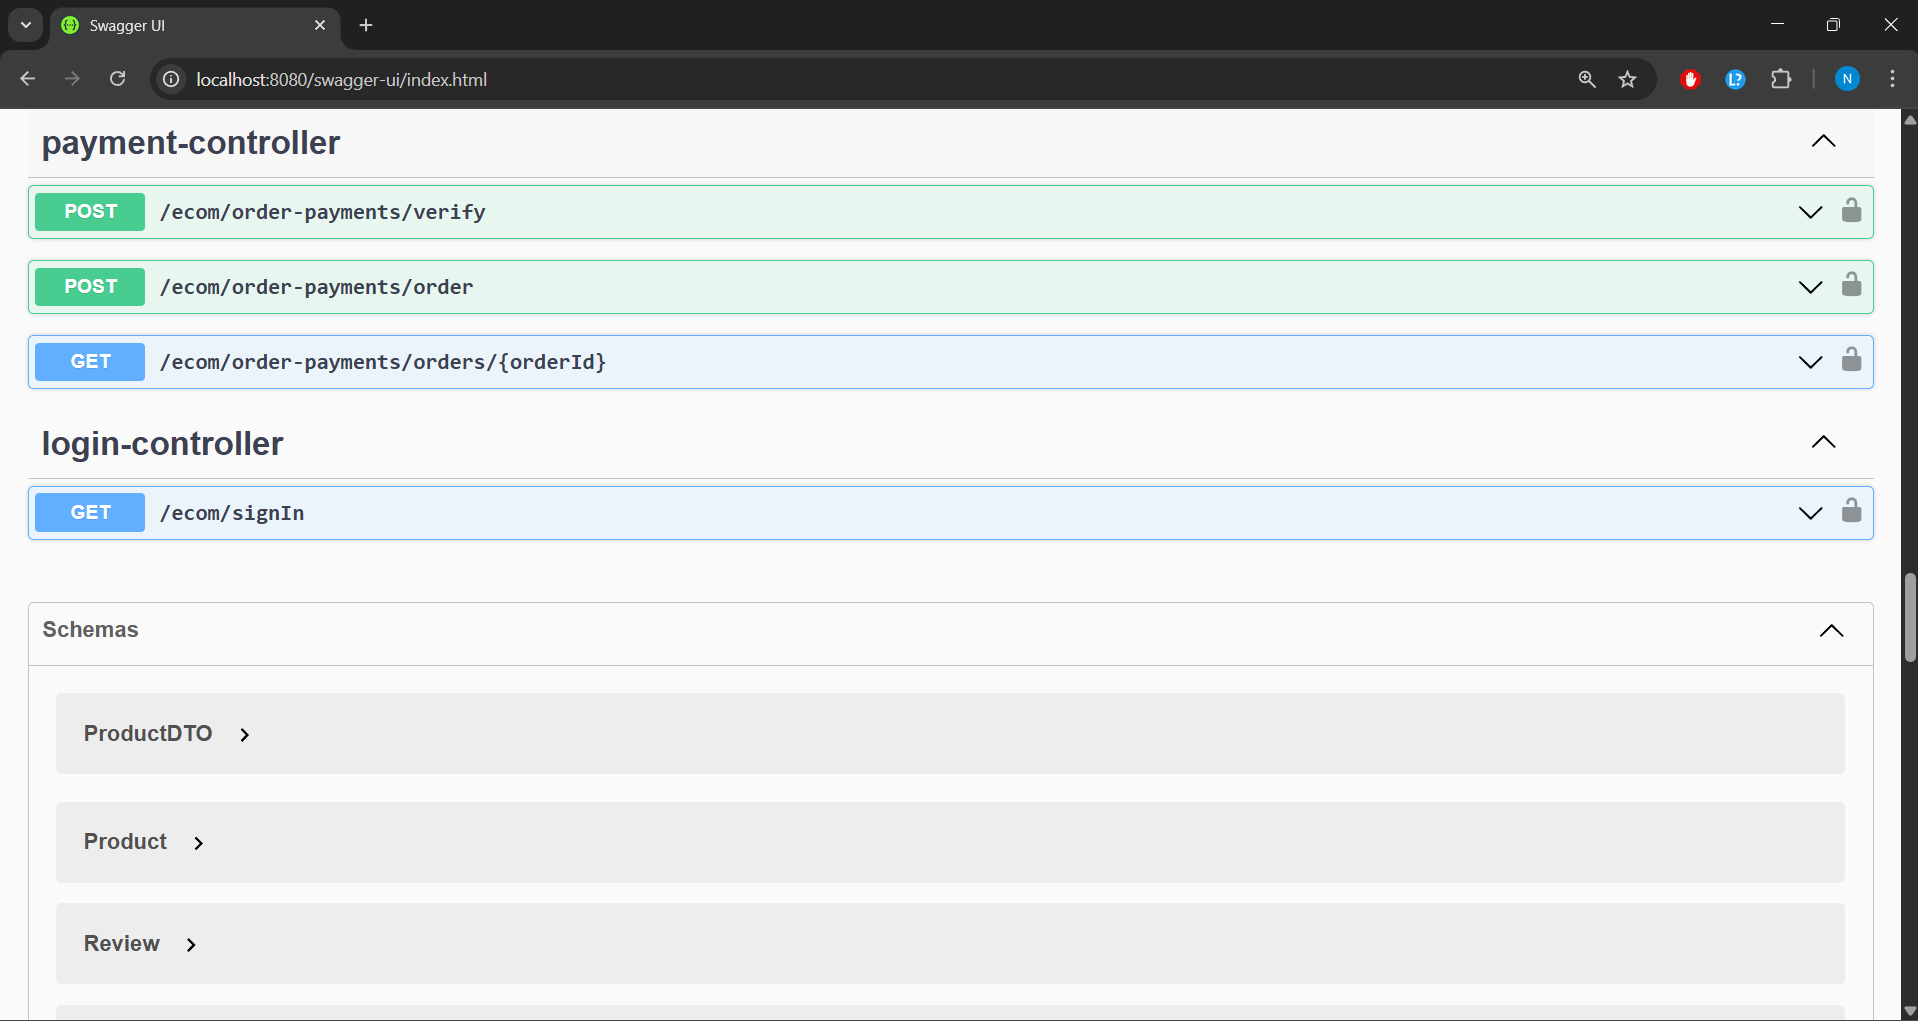 Swagger UI
localhost:8080/swagger-ui/index.html
L?
N
payment-controller
POST /ecom/order-payments/verify
POST /ecom/order-payments/order
GET /ecom/order-payments/orders/{orderId}
login-controller
GET /ecom/signIn
Schemas
ProductDTO
Product
Review